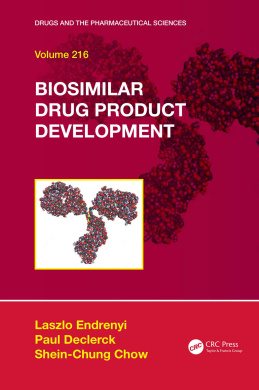 DRUGS AND THE PHARMACEUTICAL SCIENCES
Volume 216
BIOSIMILAR
DRUG PRODUCT
DEVELOPMENT
Laszlo Endrenyi
Paul Declerck
Shein-Chung Chow
CRC
CRC Press
Taylor & Francis Group